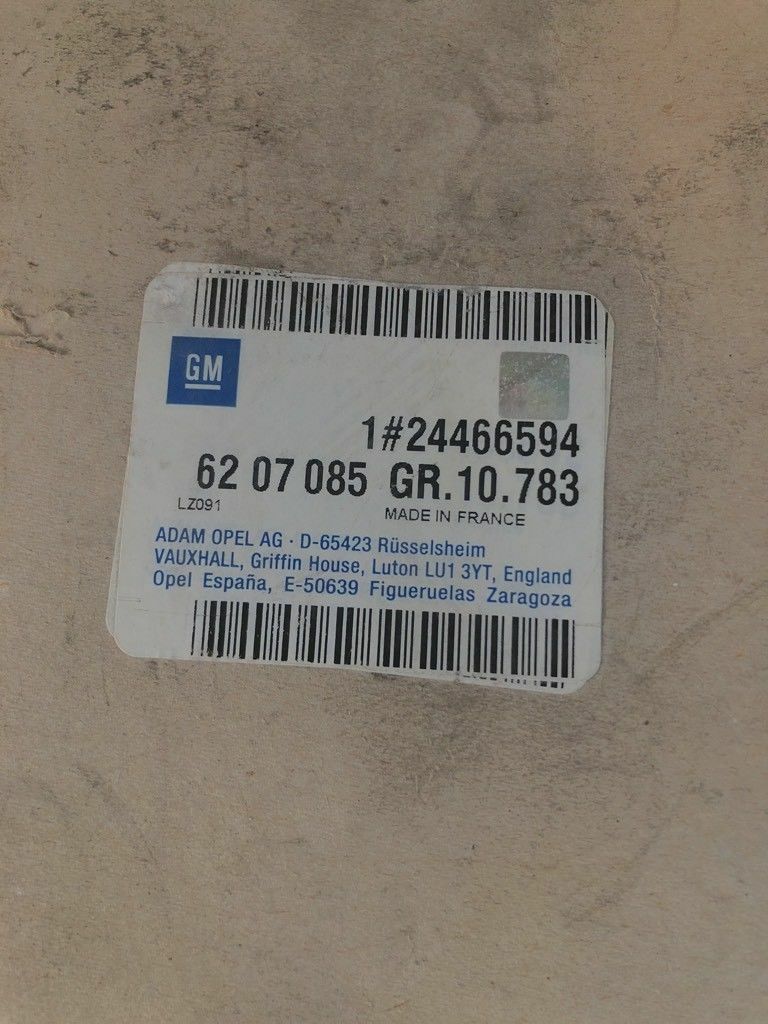 GM
1#24466594
62 07 085 GR.10.783
LZ091
MADE IN FRANCE
ADAM OPEL AG · D-65423 Rüsselsheim
VAUXHALL, Griffin House, Luton LU1 3YT, England
Opel España, E-50639 Figueruelas Zaragoza